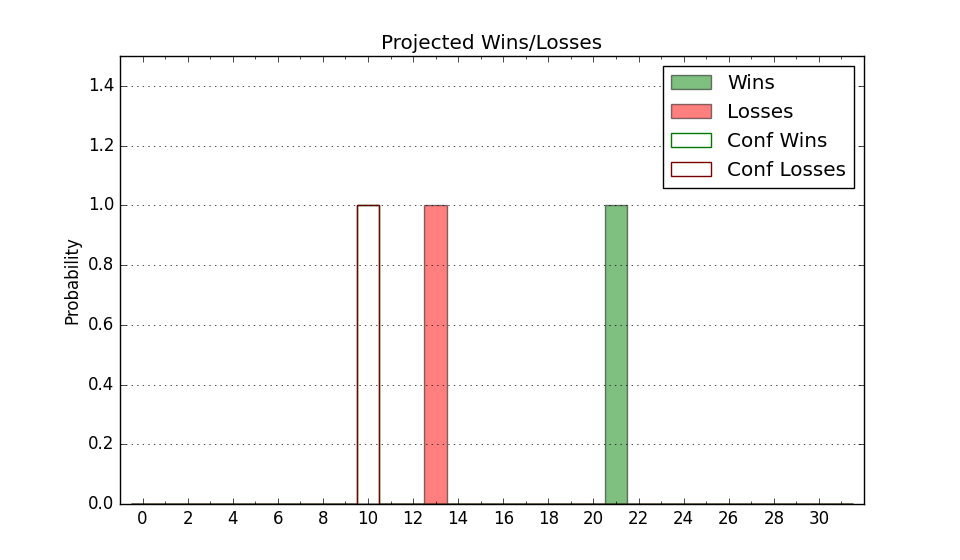 Projected Wins/Losses
Wins
Losses
Conf Wins
Conf Losses
Probability
1.4
1.2
1.0
0.8
0.6
0.4
0.2
0.0
0 2 4 6 8 10 12 14 16 18 20 22 24 26 28 30